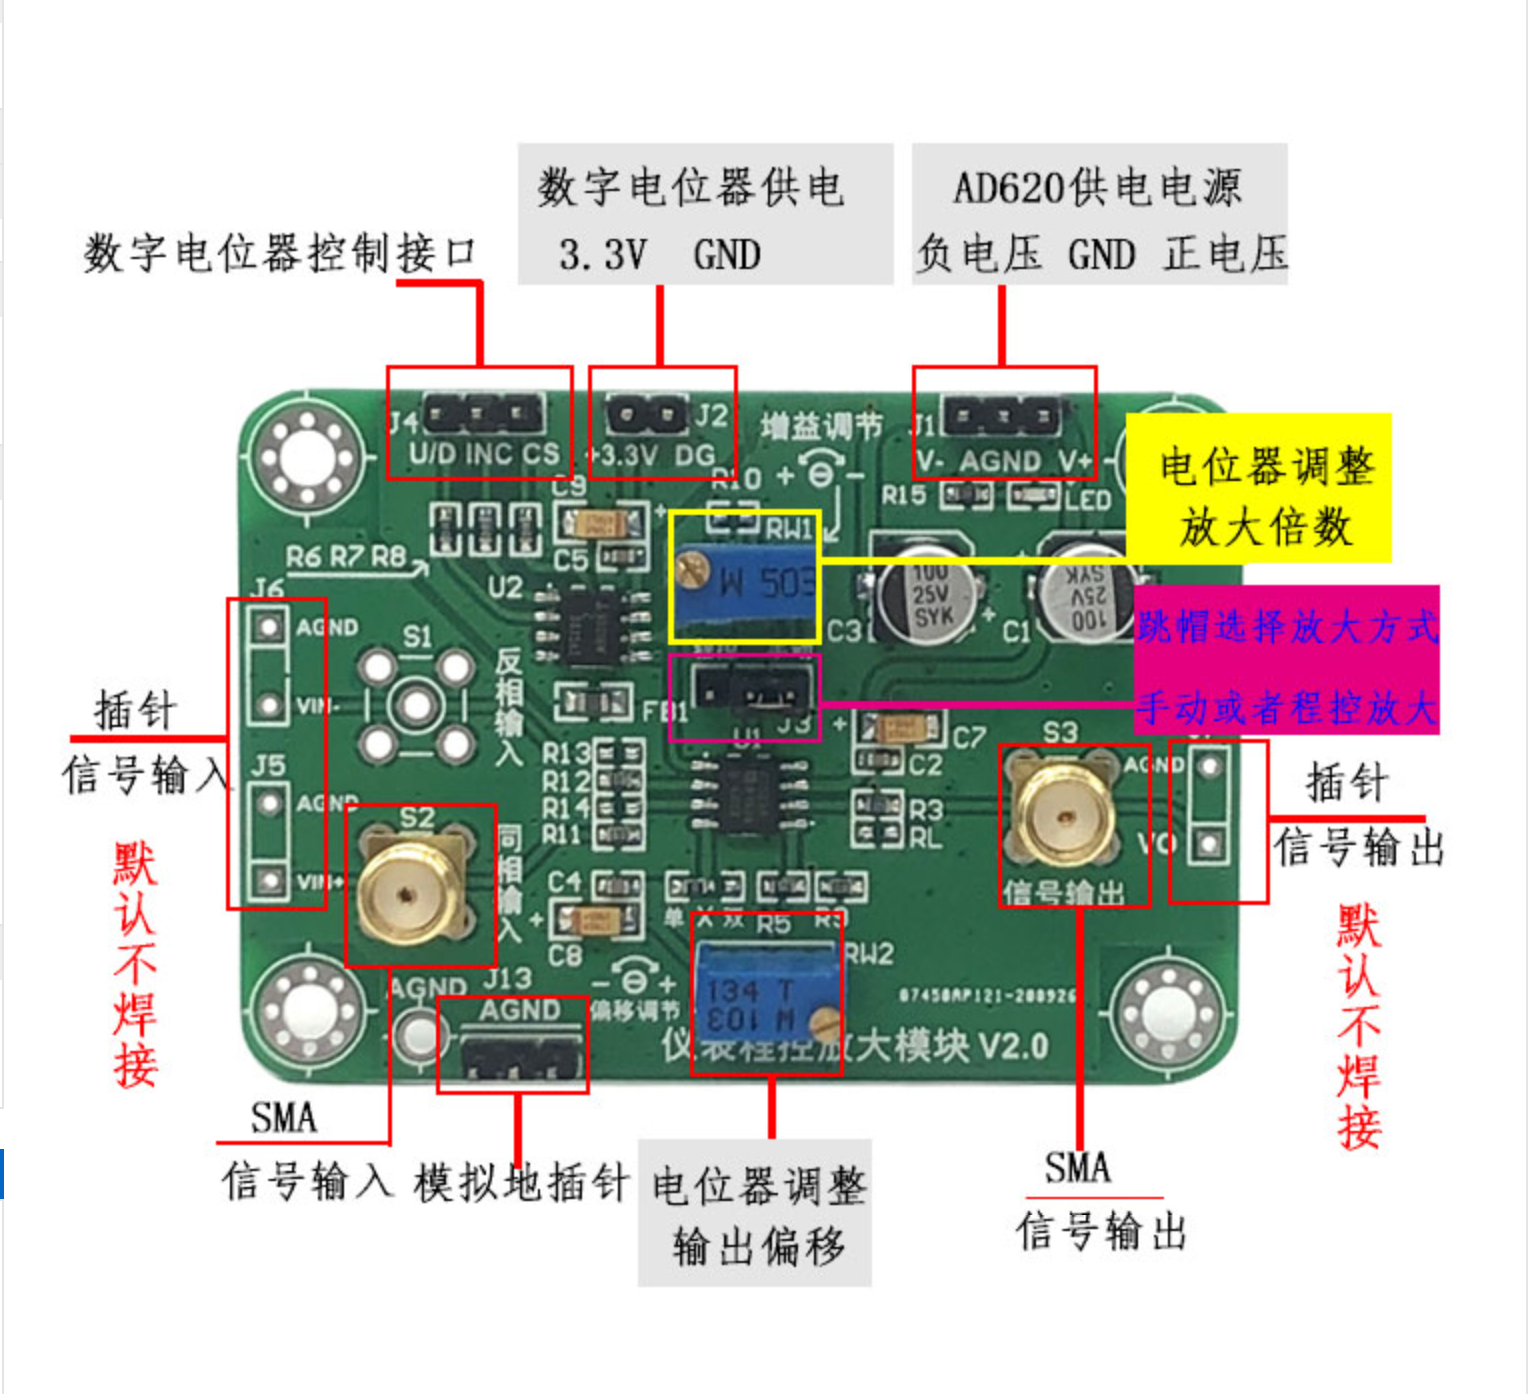 数字电位器供电
3.3V GND
AD620供电电源
负电压 GND 正电压
数字电位器控制接口
J4
U/D INC CS
J2
+3.3V DG
增益调节
+ -
J1
V- AGND V+
R15
LED
电位器调整
放大倍数
C9
+
R10
RW1
C5
R6 R7 R8
U2
W 503
100
25V
SYK
C3
+
C1
+
100
25V
SYK
跳帽选择放大方式
手动或者程控放大
J6
AGND
VIN-
S1
反相输入
FB1
J3
U1
+
C7
C2
插针
信号输入
默认不焊接
J5
AGND
VIN+
S2
同相输入
R13
R12
R14
R11
R3
RL
S3
信号输出
AGND
VO
插针
信号输出
默认不焊接
C4
+
C8
单 X 双
R5
R9
RW2
134 T
W 103
J13
AGND
AGND
- +
偏移调节
07450AP121-200926
仪表程控放大模块 V2.0
SMA
信号输入
模拟地插针
电位器调整
输出偏移
SMA
信号输出